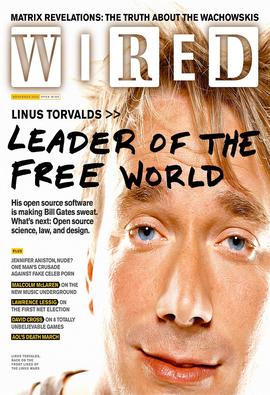 MATRIX REVELATIONS: THE TRUTH ABOUT THE WACHOWSKIS
WIRED
LINUS TORVALDS >>
LEADER OF THE
FREE WORLD
His open source software
is making Bill Gates sweat.
What's next: Open source
science, law, and design.
PLUS
JENNIFER ANISTON, NUDE?
ONE MAN'S CRUSADE
AGAINST FAKE CELEB PORN
MALCOLM McLAREN ON
THE NEW MUSIC UNDERGROUND
LAWRENCE LESSIG ON
THE FIRST NET ELECTION
DAVID CROSS ON 6 TOTALLY
UNBELIEVABLE GAMES
AOL'S DEATH MARCH
LINUS TORVALDS,
BACK ON THE
FRONT LINES OF
THE LINUX WARS